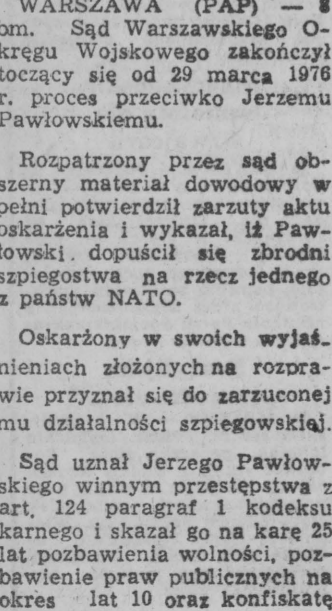 WARSZAWA (PAP) — 8
bm. Sąd Warszawskiego O-
kręgu Wojskowego zakończył
toczący się od 29 marca 1976
r. proces przeciwko Jerzemu
Pawłowskiemu.
Rozpatrzony przez sąd ob-
szerny materiał dowodowy w
pełni potwierdził zarzuty aktu
oskarżenia i wykazał, iż Paw-
łowski dopuścił się zbrodni
szpiegostwa na rzecz jednego
z państw NATO.
Oskarżony w swoich wyjaś-
nieniach złożonych na rozpra-
wie przyznał się do zarzuconej
mu działalności szpiegowskiej.
Sąd uznał Jerzego Pawłow-
skiego winnym przestępstwa z
art. 124 paragraf 1 kodeksu
karnego i skazał go na karę 25
lat pozbawienia wolności, poz-
bawienie praw publicznych na
okres lat 10 oraz konfiskatę